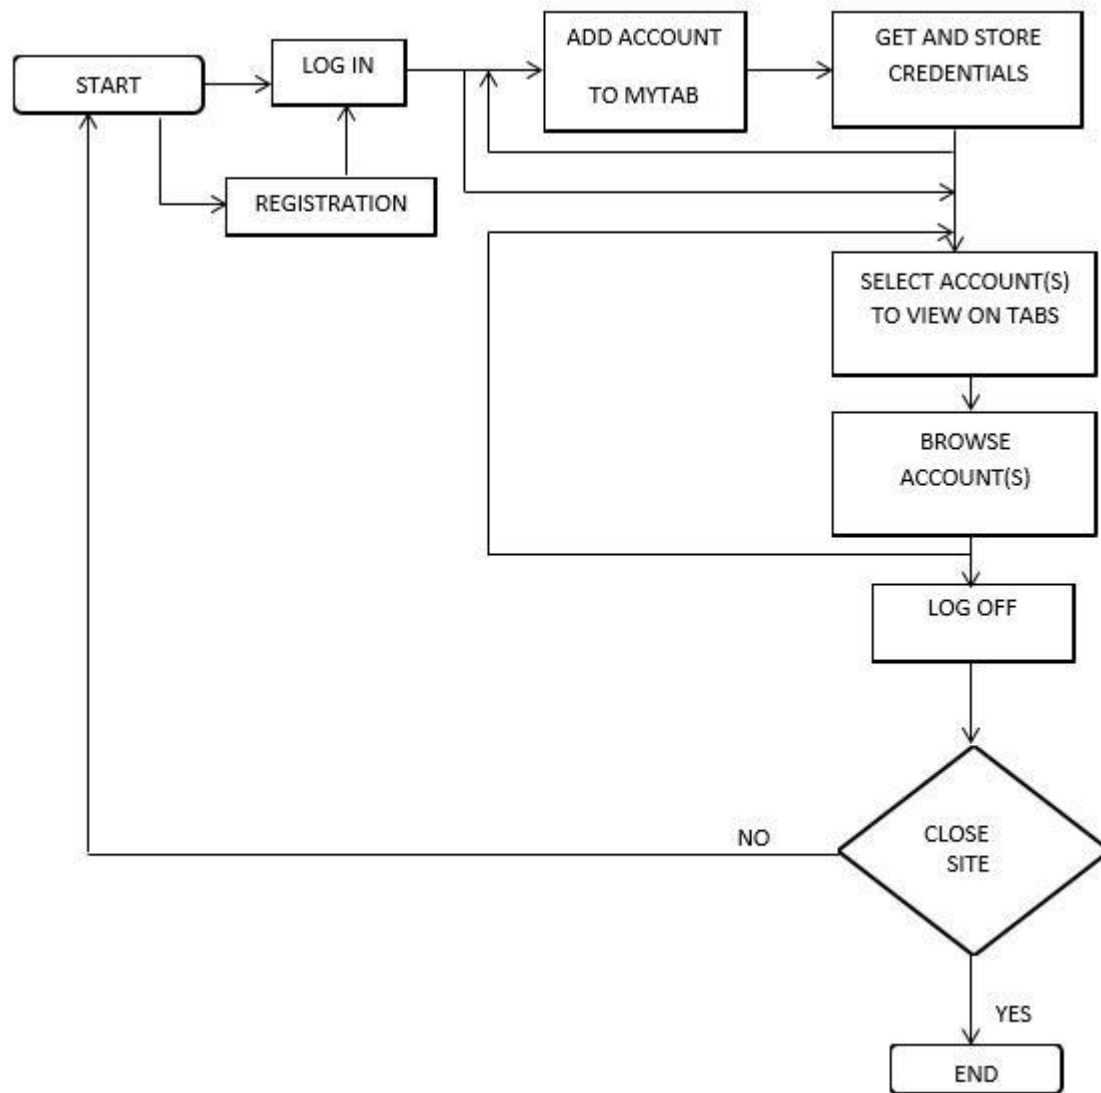 START
LOG IN
ADD ACCOUNT
TO MYTAB
GET AND STORE
CREDENTIALS
REGISTRATION
SELECT ACCOUNT(S)
TO VIEW ON TABS
BROWSE
ACCOUNT(S)
LOG OFF
CLOSE
SITE
NO
YES
END